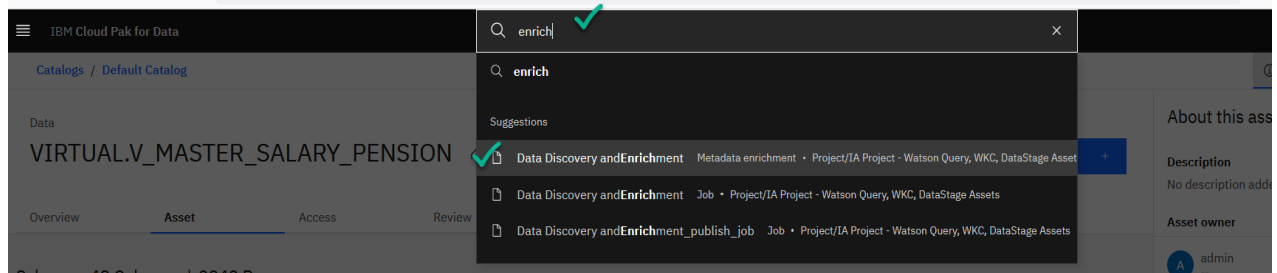 IBM Cloud Pak for Data
enrich
Catalogs / Default Catalog
enrich
Data
Suggestions
About this ass
VIRTUAL.V_MASTER_SALARY_PENSION
Data Discovery andEnrichment Metadata enrichment • Project/IA Project - Watson Query, WKC, DataStage Asset
+
Description
No description adde
Data Discovery andEnrichment Job • Project/IA Project - Watson Query, WKC, DataStage Assets
Overview Asset Access Review
Asset owner
Data Discovery andEnrichment_publish_job Job • Project/IA Project - Watson Query, WKC, DataStage Assets
A admin